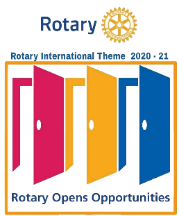 Rotary
Rotary International Theme 2020 - 21
Rotary Opens Opportunities